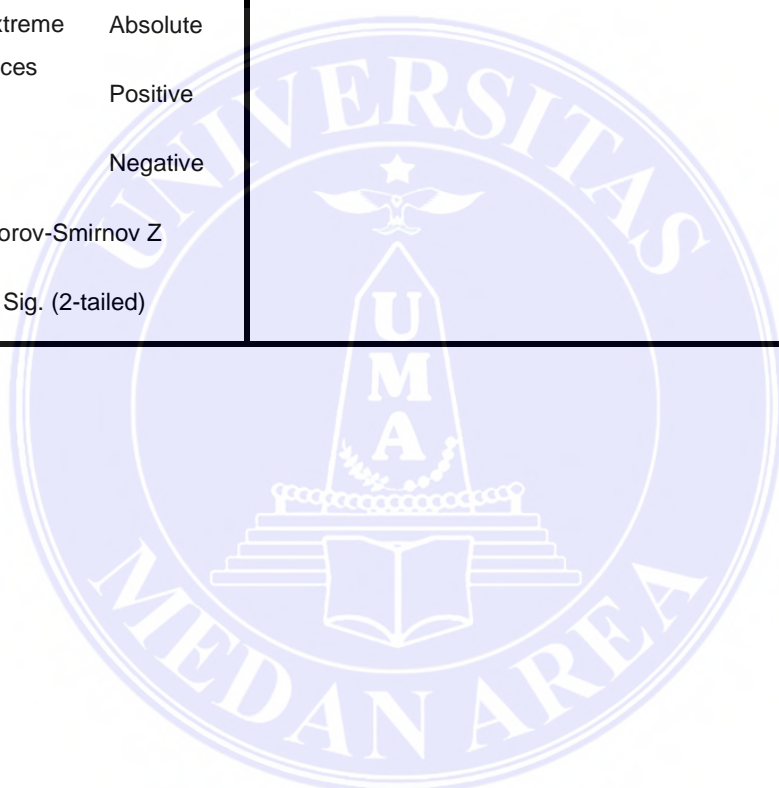 xtreme Absolute
ces
Positive
Negative
orov-Smirnov Z
Sig. (2-tailed)
UNIVERSITAS
U
M
A
MEDAN AREA